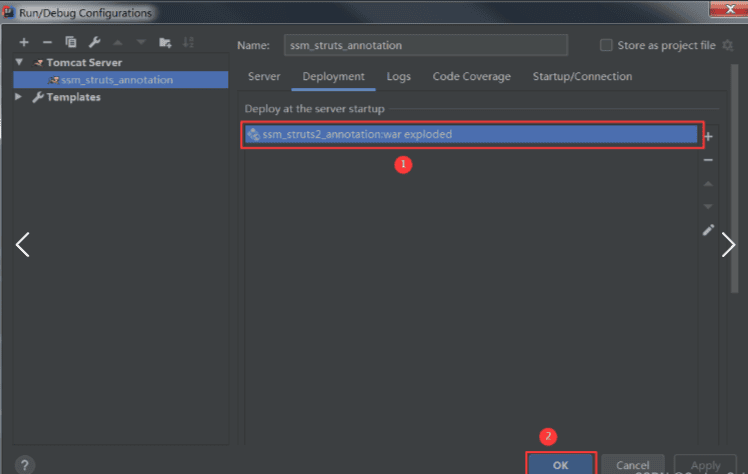 Run/Debug Configurations
Name: ssm_struts_annotation Store as project file
Tomcat Server
ssm_struts_annotation
Templates
Server Deployment Logs Code Coverage Startup/Connection
Deploy at the server startup
ssm_struts2_annotation:war exploded
1
2
OK Cancel Apply
?